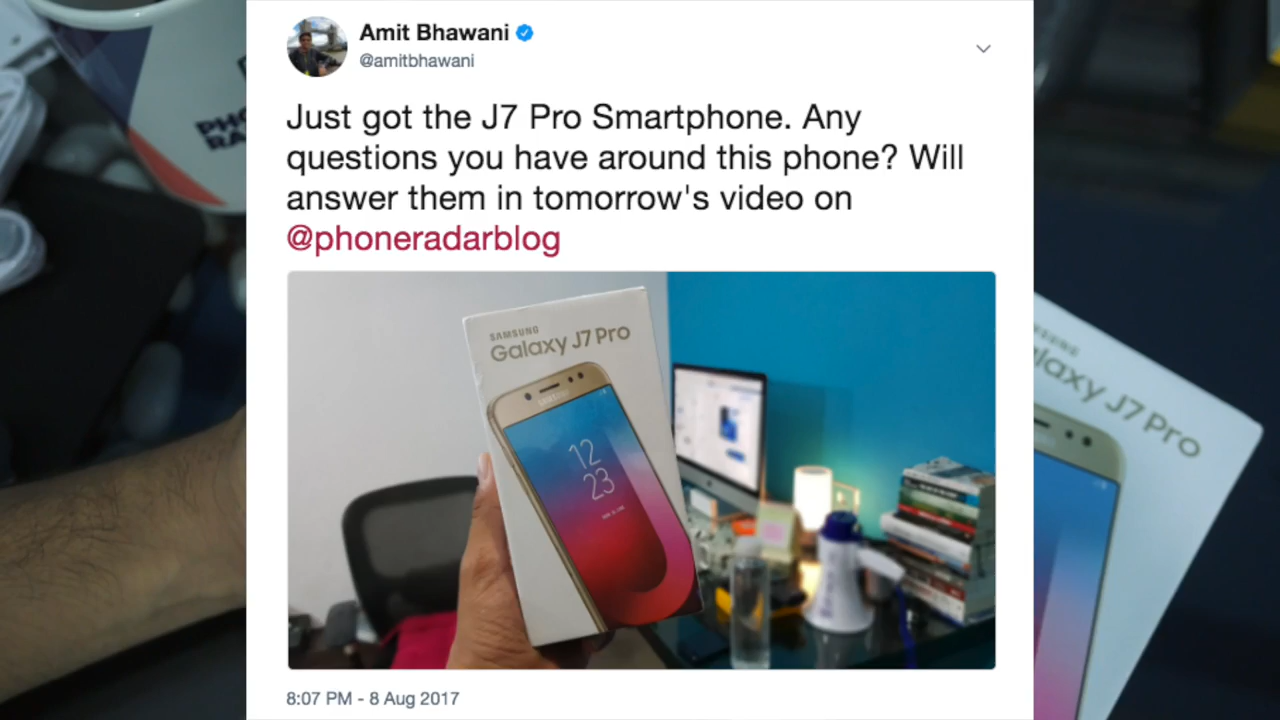 Amit Bhawani
@amitbhawani
Just got the J7 Pro Smartphone. Any
questions you have around this phone? Will
answer them in tomorrow's video on
@phoneradarblog
SAMSUNG
Galaxy J7 Pro
SAMSUNG
12
23
8:07 PM - 8 Aug 2017
J7 Pro